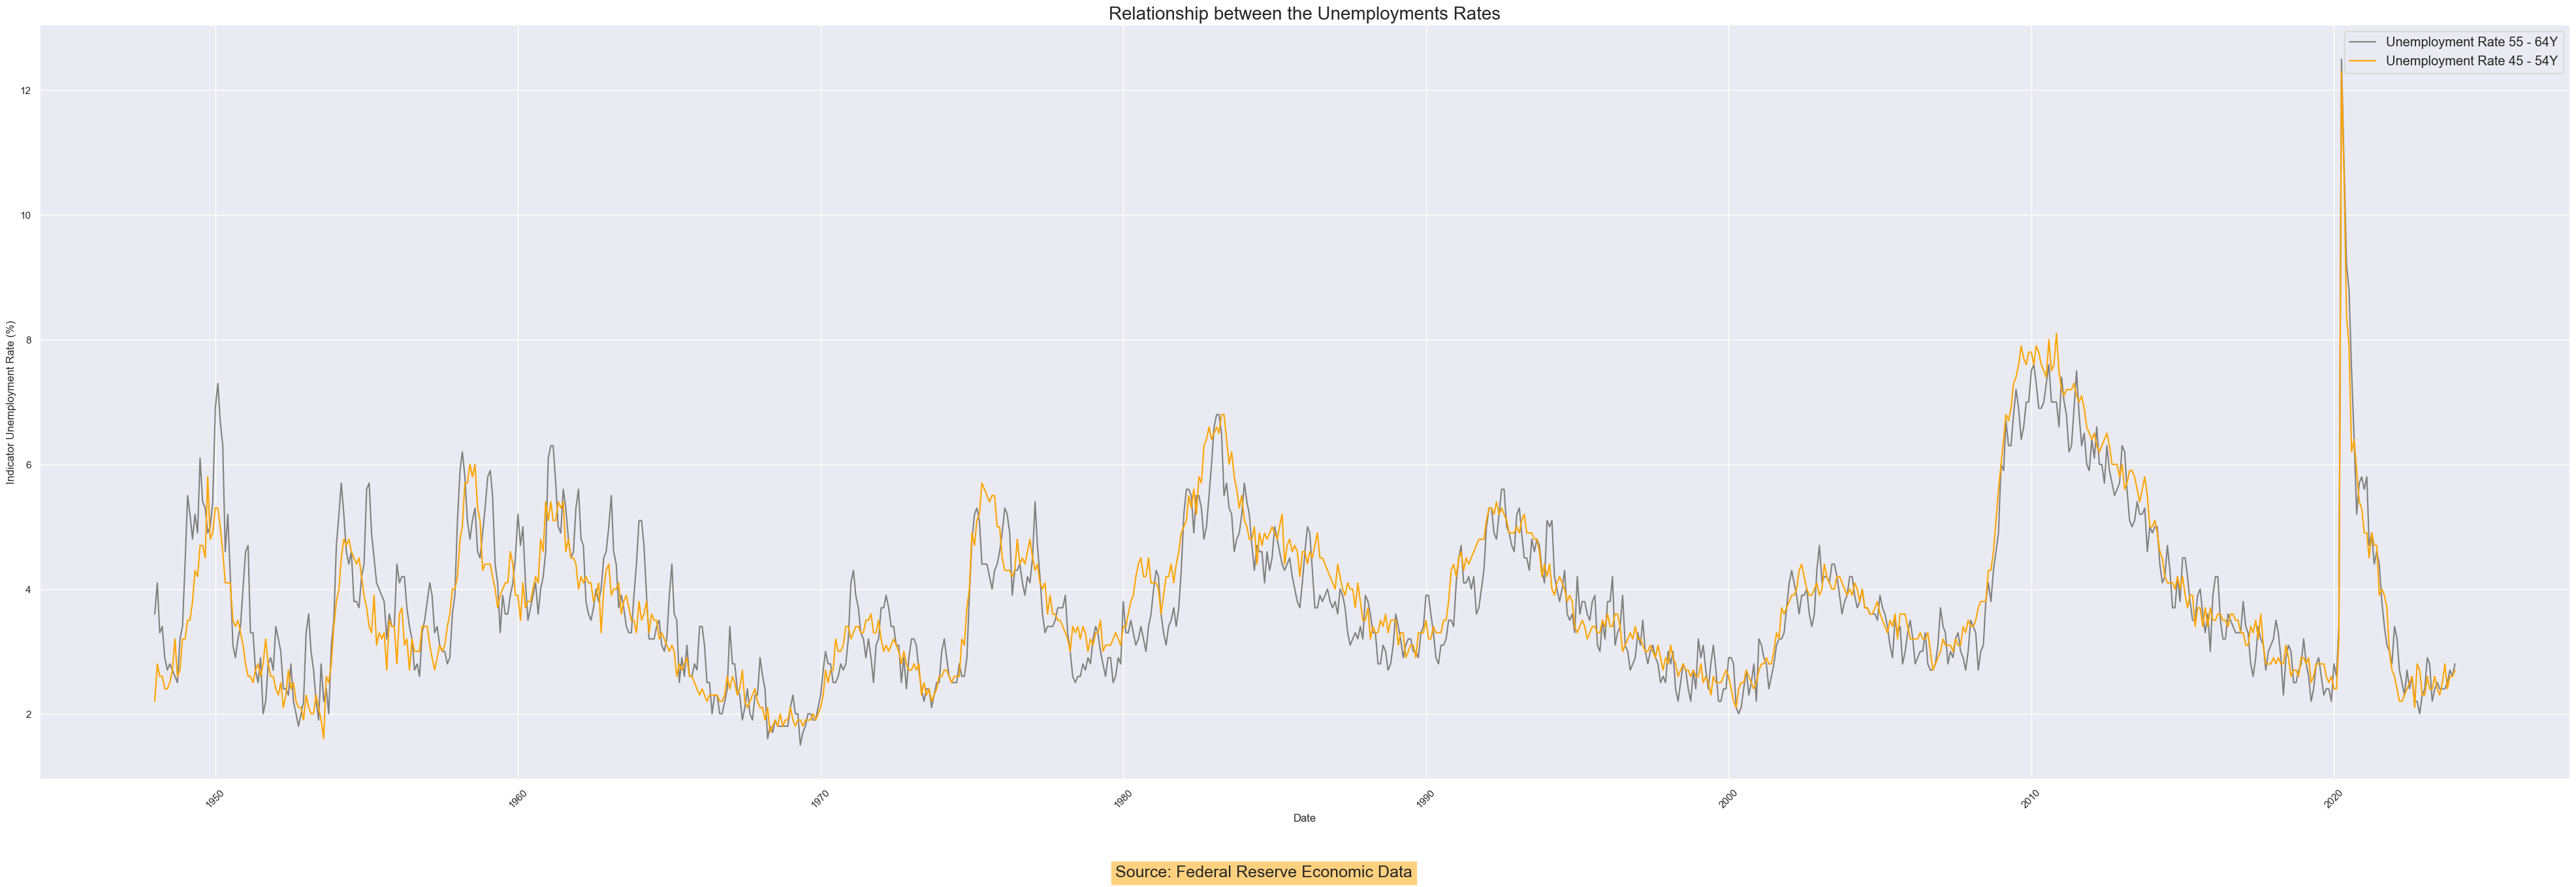 Relationship between the Unemployments Rates
Unemployment Rate 55 - 64Y
Unemployment Rate 45 - 54Y
Indicator Unemployment Rate (%)
12
10
8
6
4
2
1950
1960
1970
1980
1990
2000
2010
2020
Date
Source: Federal Reserve Economic Data